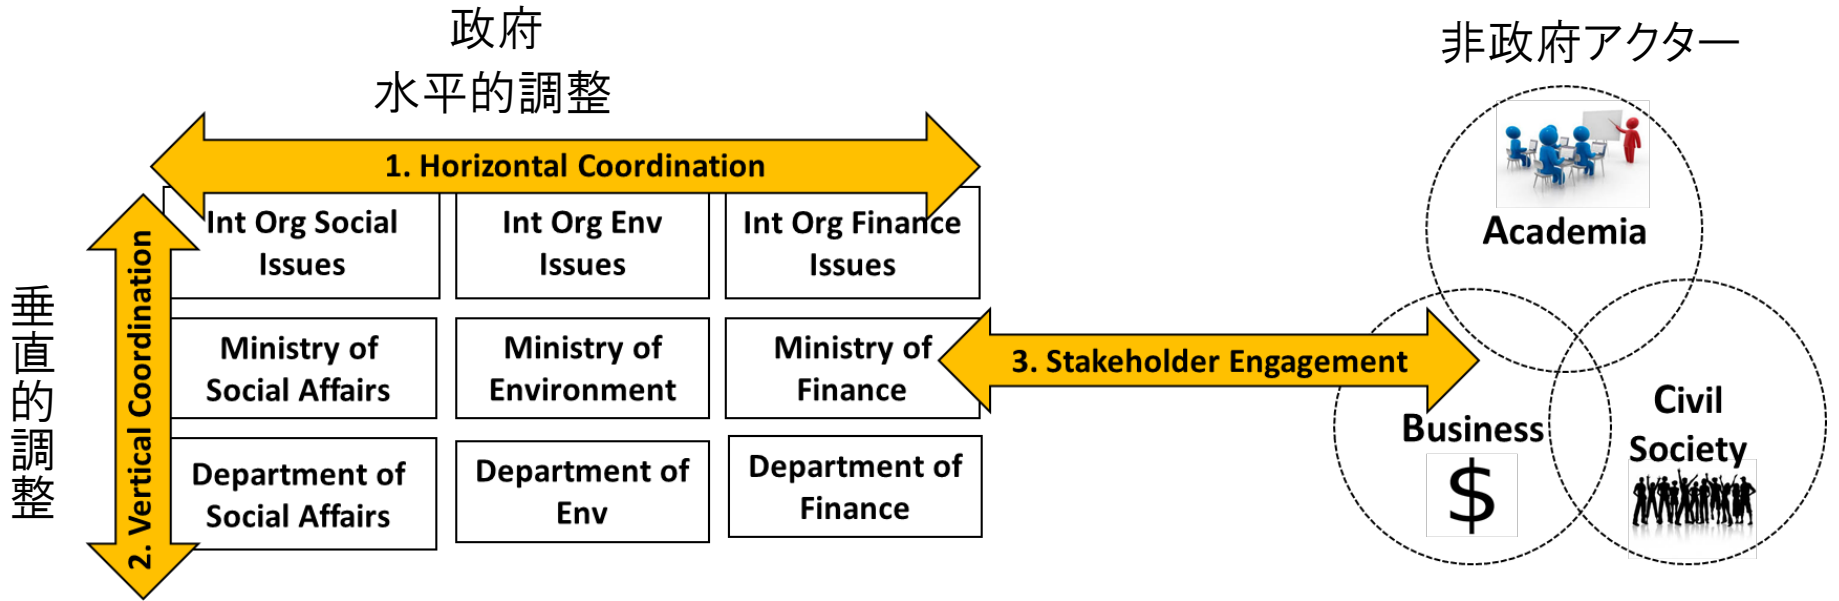 政府
水平的調整
非政府アクター
1. Horizontal Coordination
垂直的調整
2. Vertical Coordination
Int Org Social
Issues
Int Org Env
Issues
Int Org Finance
Issues
Ministry of
Social Affairs
Ministry of
Environment
Ministry of
Finance
Department of
Social Affairs
Department of
Env
Department of
Finance
3. Stakeholder Engagement
Academia
Business
$
Civil
Society